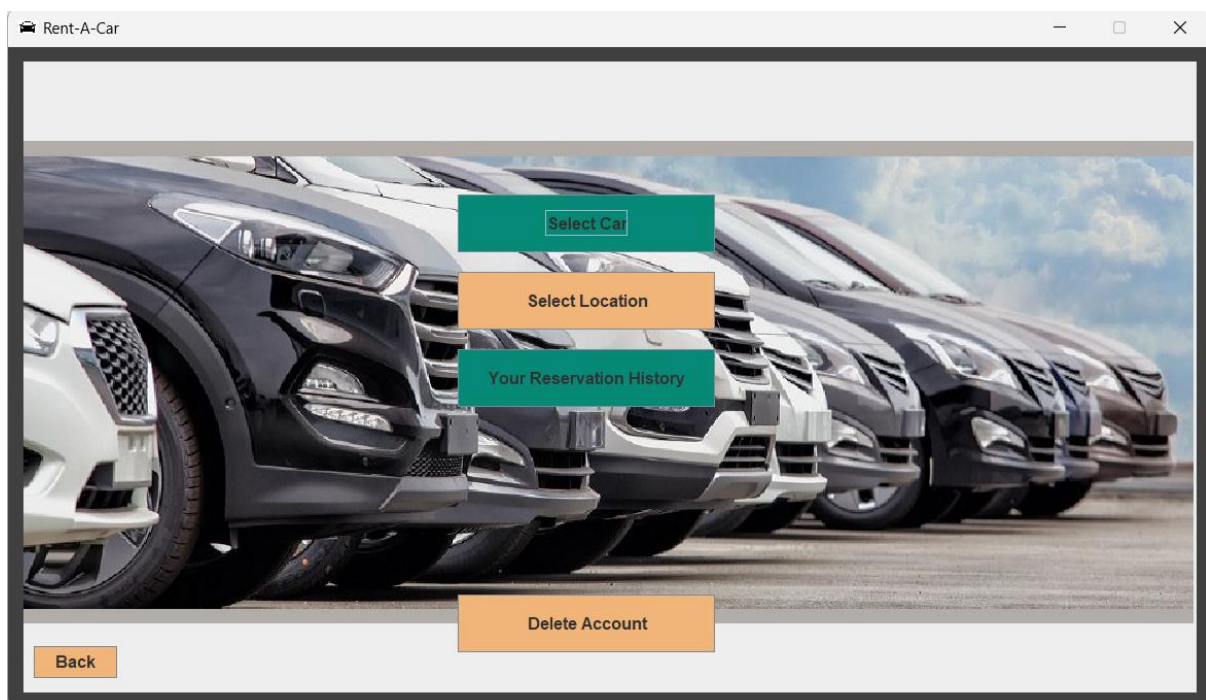 Rent-A-Car
Select Car
Select Location
Your Reservation History
Delete Account
Back